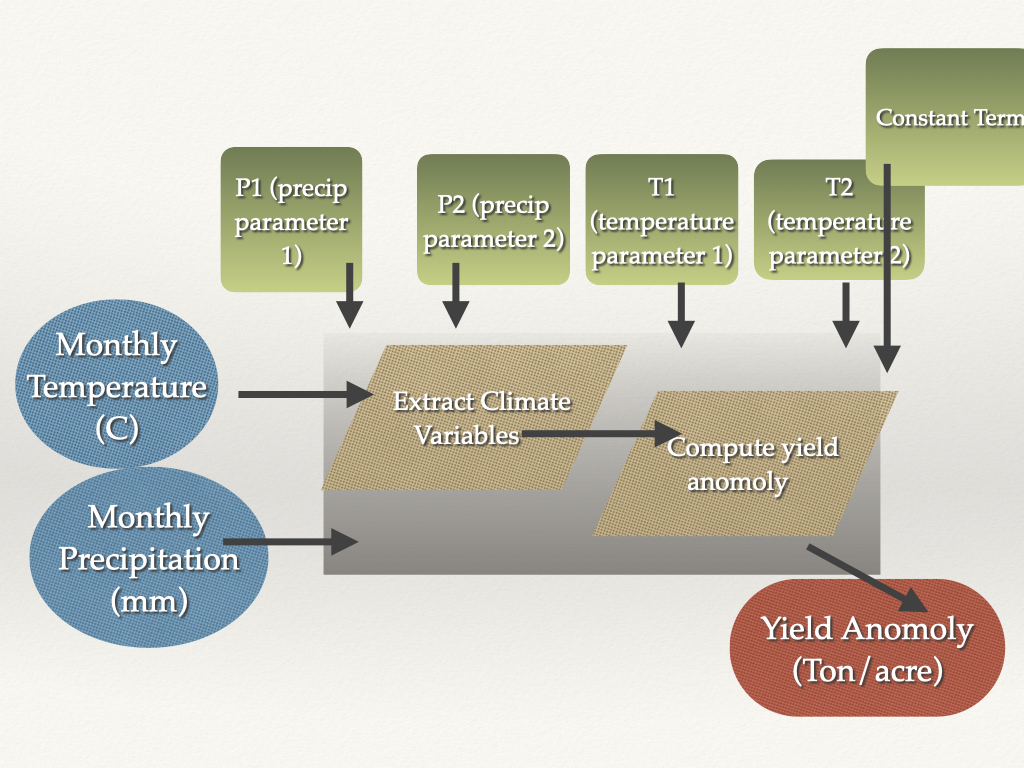 Constant Term
P1 (precip
parameter
1)
P2 (precip
parameter 2)
T1
(temperature
parameter 1)
T2
(temperature
parameter 2)
Monthly
Temperature
(C)
Extract Climate
Variables
Compute yield
anomoly
Monthly
Precipitation
(mm)
Yield Anomoly
(Ton/acre)